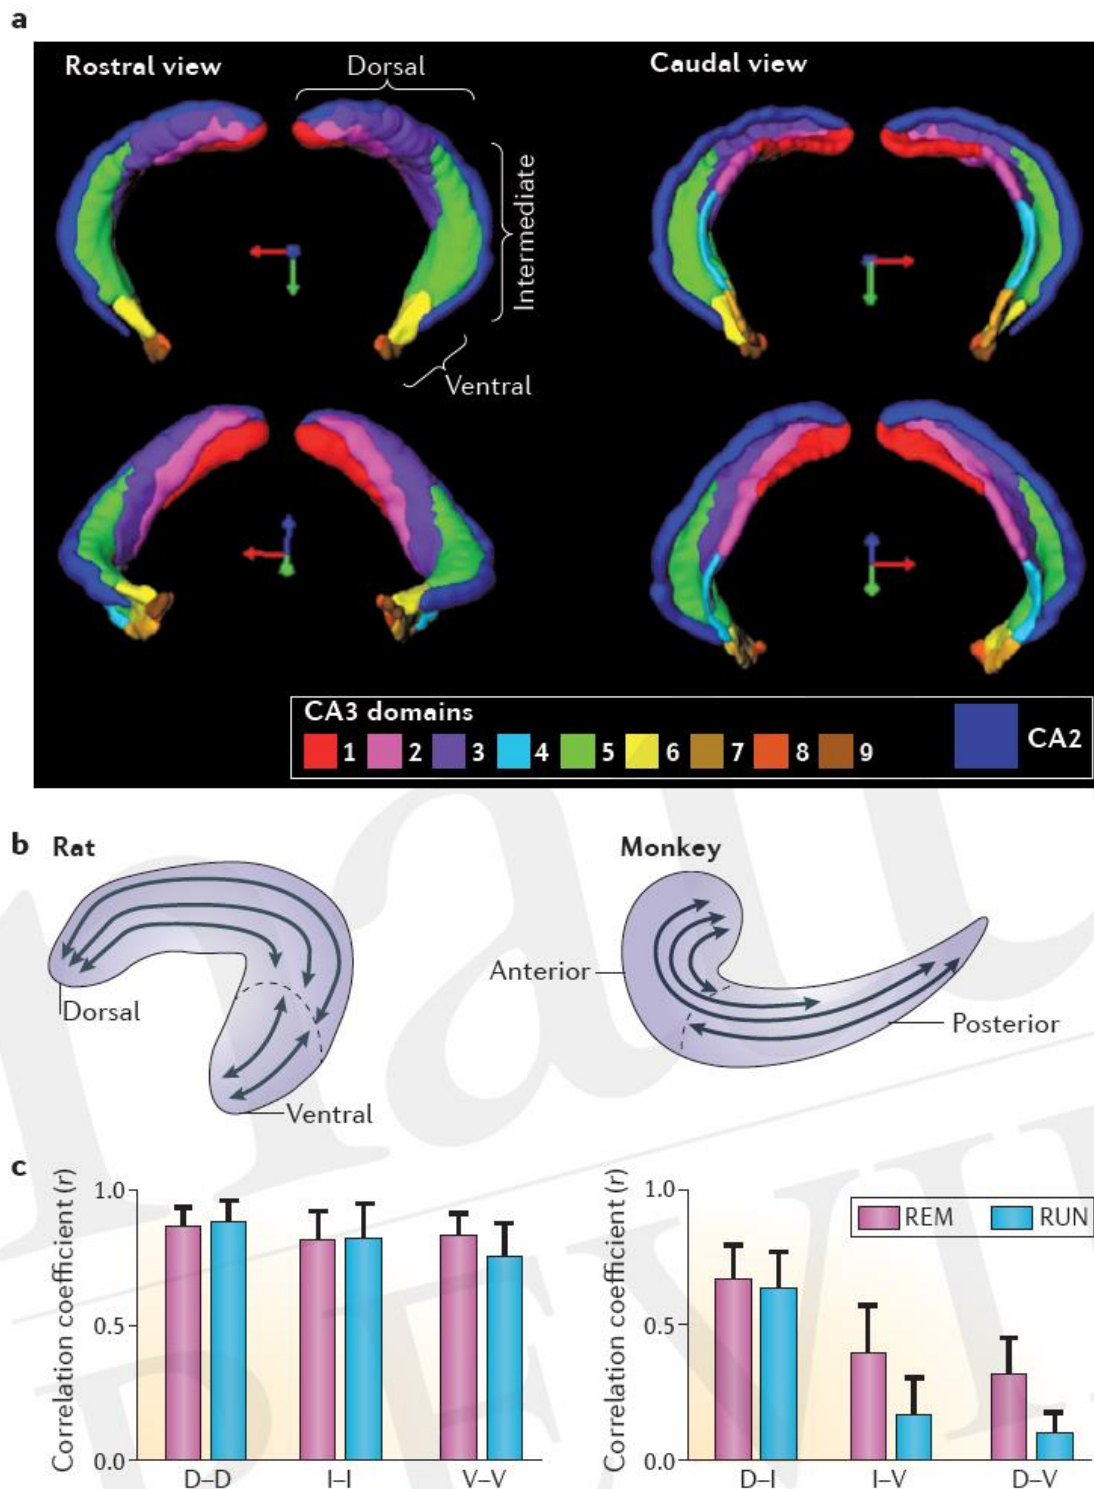 a
Rostral view
Dorsal
Caudal view
Intermediate
Ventral
CA3 domains
1 2 3 4 5 6 7 8 9
CA2
b Rat
Monkey
Anterior
Dorsal
Posterior
Ventral
c
Correlation coefficient (r)
1.0
0.5
0.0
D–D I–I V–V
Correlation coefficient (r)
1.0
0.5
0.0
REM RUN
D–I I–V D–V